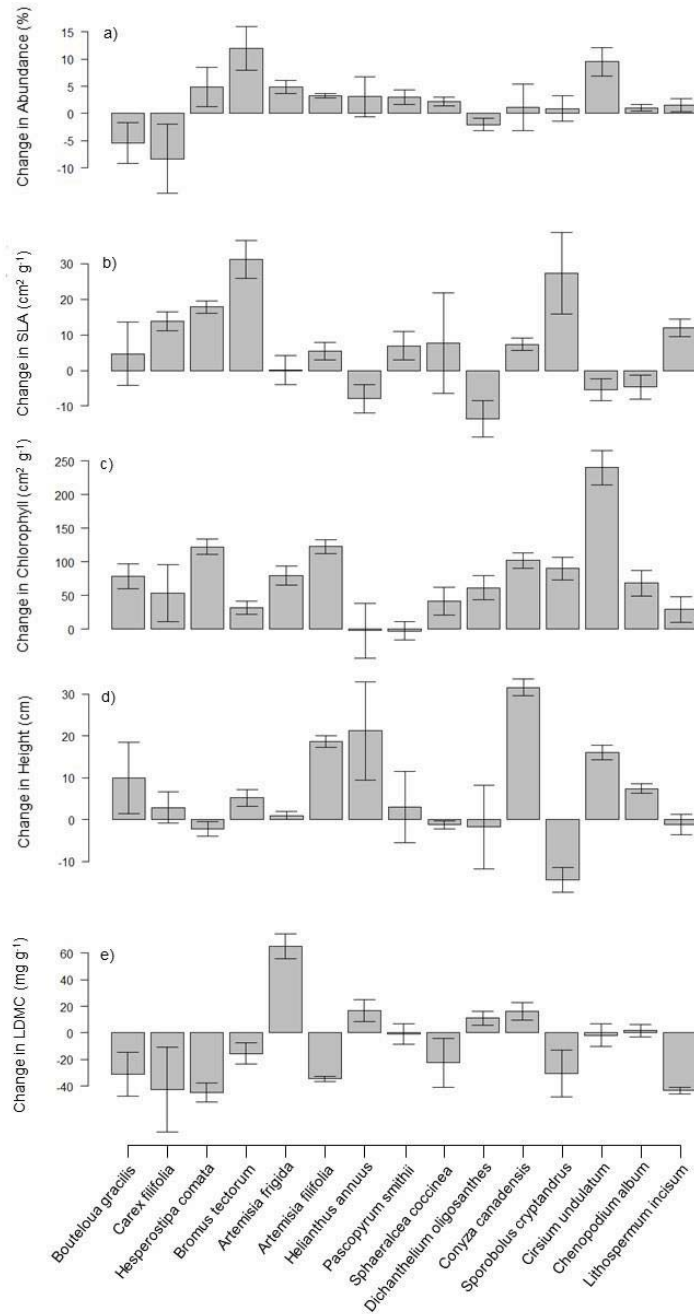 a)
Change in Abundance (%)
15
10
5
0
-5
-10
b)
Change in SLA (cm² g⁻¹)
30
20
10
0
-10
c)
Change in Chlorophyll (cm² g⁻¹)
250
200
150
100
50
0
d)
Change in Height (cm)
30
20
10
0
-10
e)
Change in LDMC (mg g⁻¹)
60
40
20
0
-20
-40
Bouteloua gracilis
Carex filifolia
Hesperostipa comata
Bromus tectorum
Artemisia frigida
Artemisia filifolia
Helianthus annuus
Pascopyrum smithii
Sphaeralcea coccinea
Dichanthelium oligosanthes
Conyza canadensis
Sporobolus cryptandrus
Cirsium undulatum
Chenopodium album
Lithospermum incisum